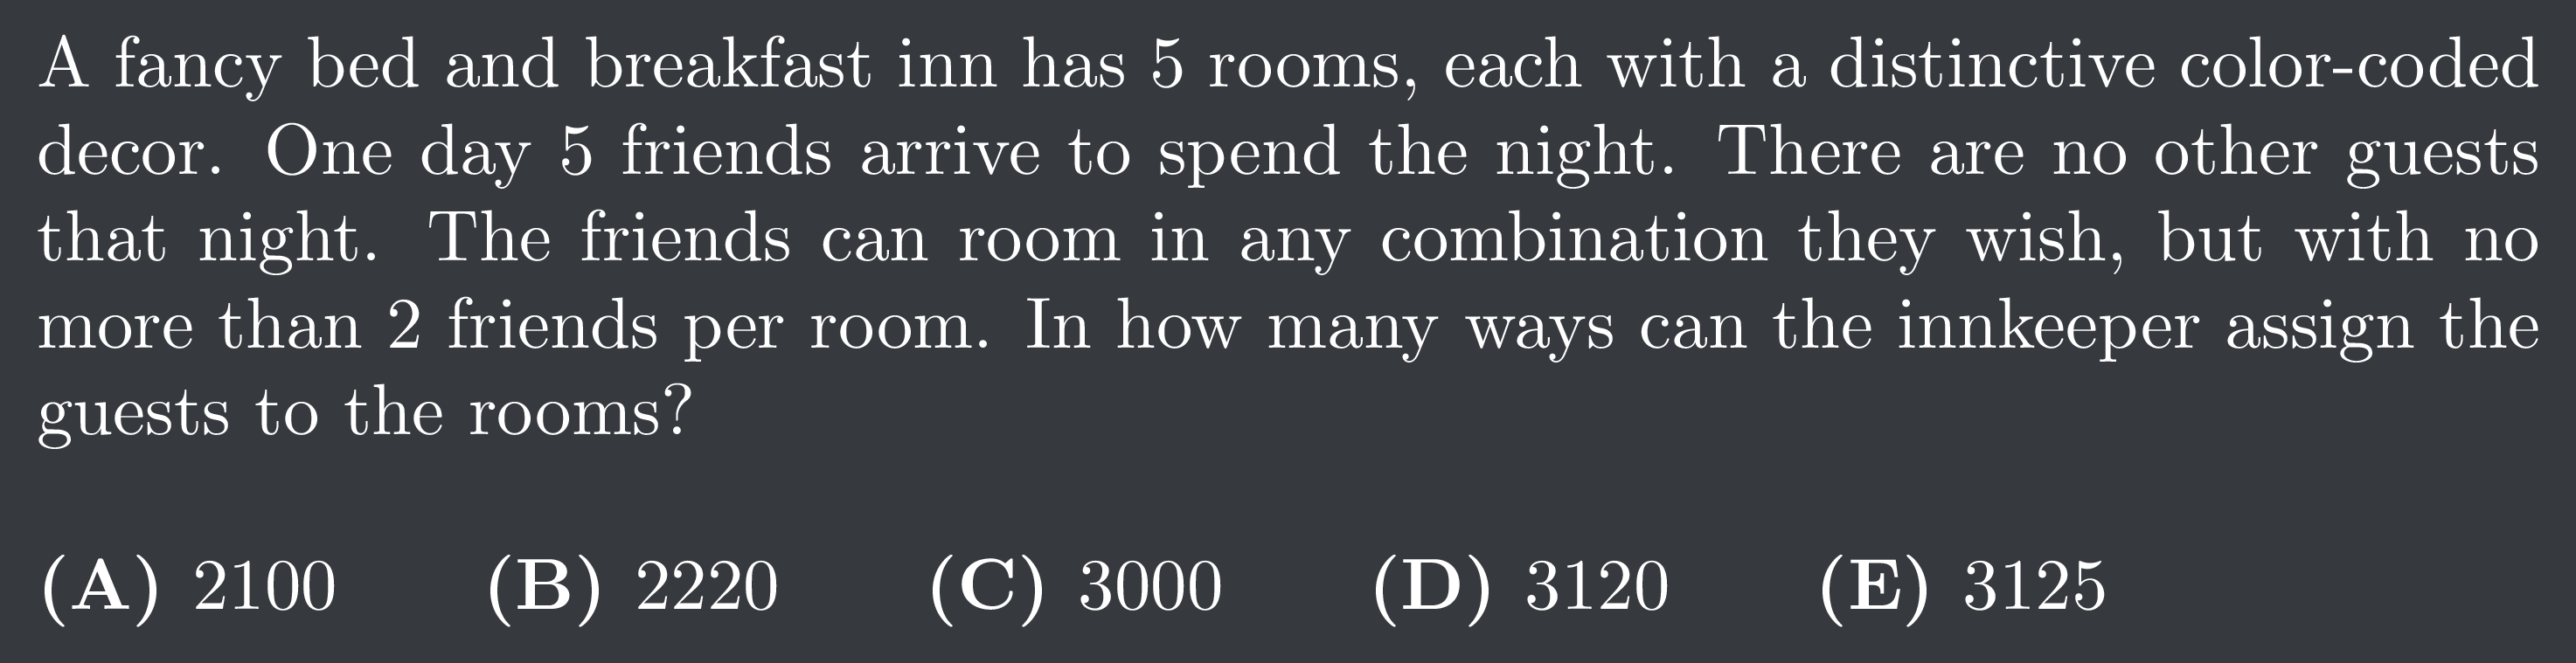 A fancy bed and breakfast inn has 5 rooms, each with a distinctive color-coded
decor. One day 5 friends arrive to spend the night. There are no other guests
that night. The friends can room in any combination they wish, but with no
more than 2 friends per room. In how many ways can the innkeeper assign the
guests to the rooms?
(A) 2100 (B) 2220 (C) 3000 (D) 3120 (E) 3125